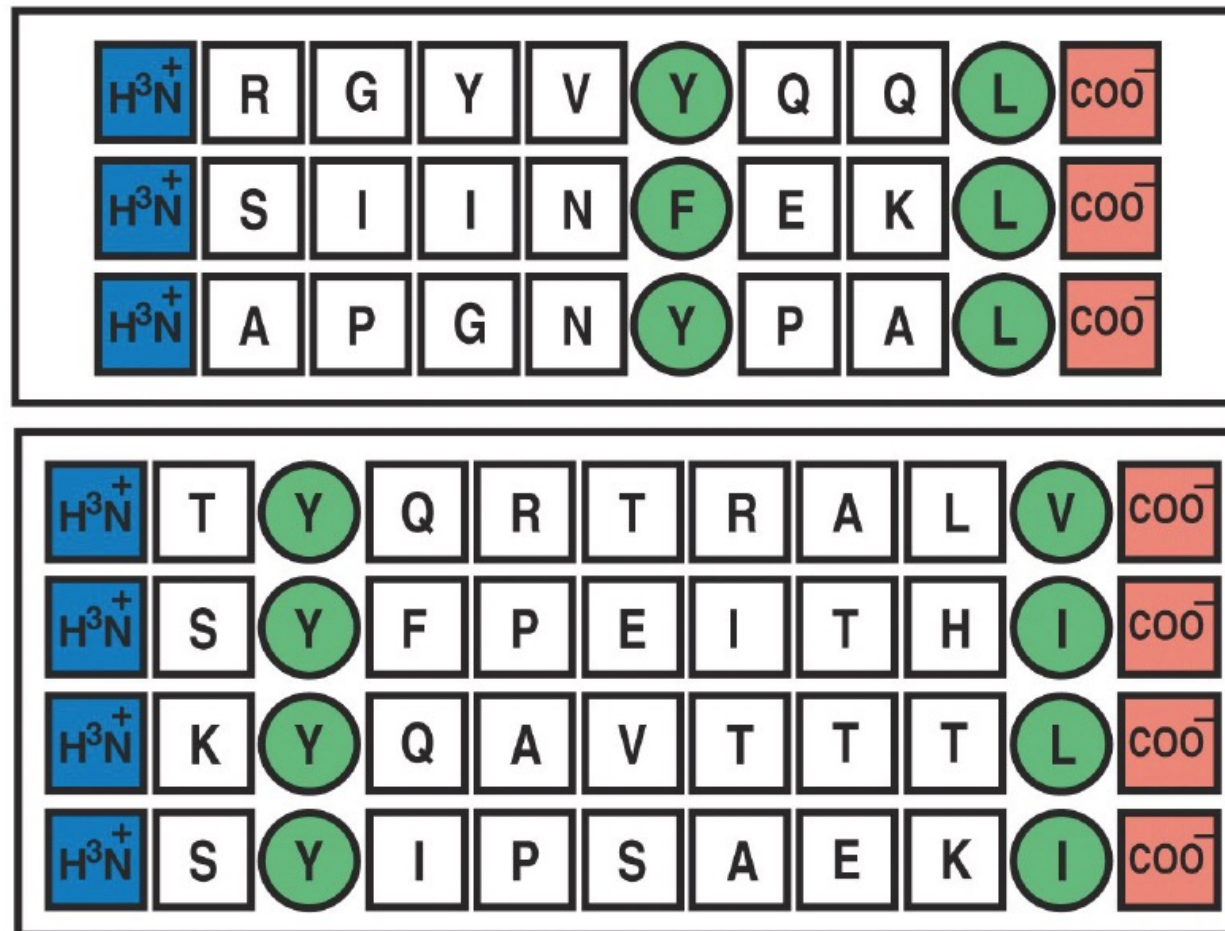 H³N⁺ R G Y V Y Q Q L COO⁻
H³N⁺ S I I N F E K L COO⁻
H³N⁺ A P G N Y P A L COO⁻
H³N⁺ T Y Q R T R A L V COO⁻
H³N⁺ S Y F P E I T H I COO⁻
H³N⁺ K Y Q A V T T T L COO⁻
H³N⁺ S Y I P S A E K I COO⁻